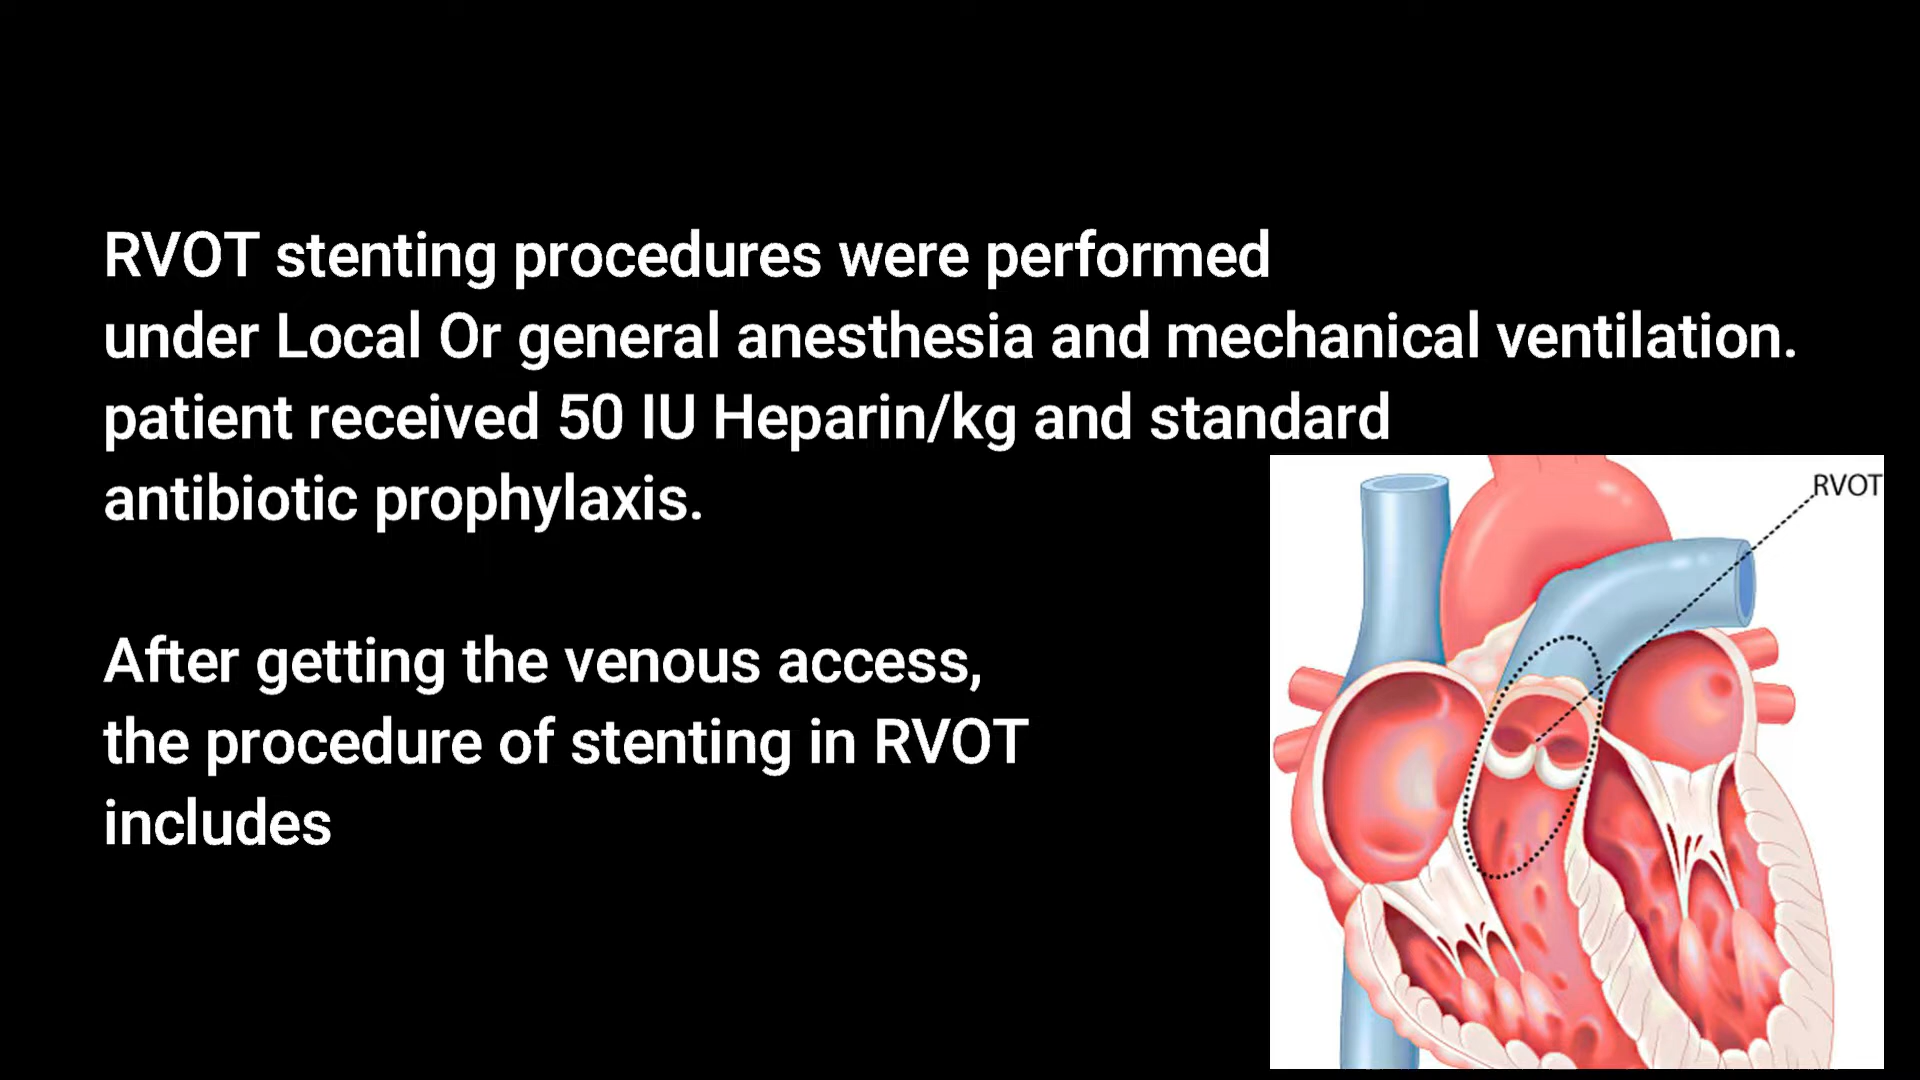 RVOT stenting procedures were performed
under Local Or general anesthesia and mechanical ventilation.
patient received 50 IU Heparin/kg and standard
antibiotic prophylaxis.
After getting the venous access,
the procedure of stenting in RVOT
includes
RVOT